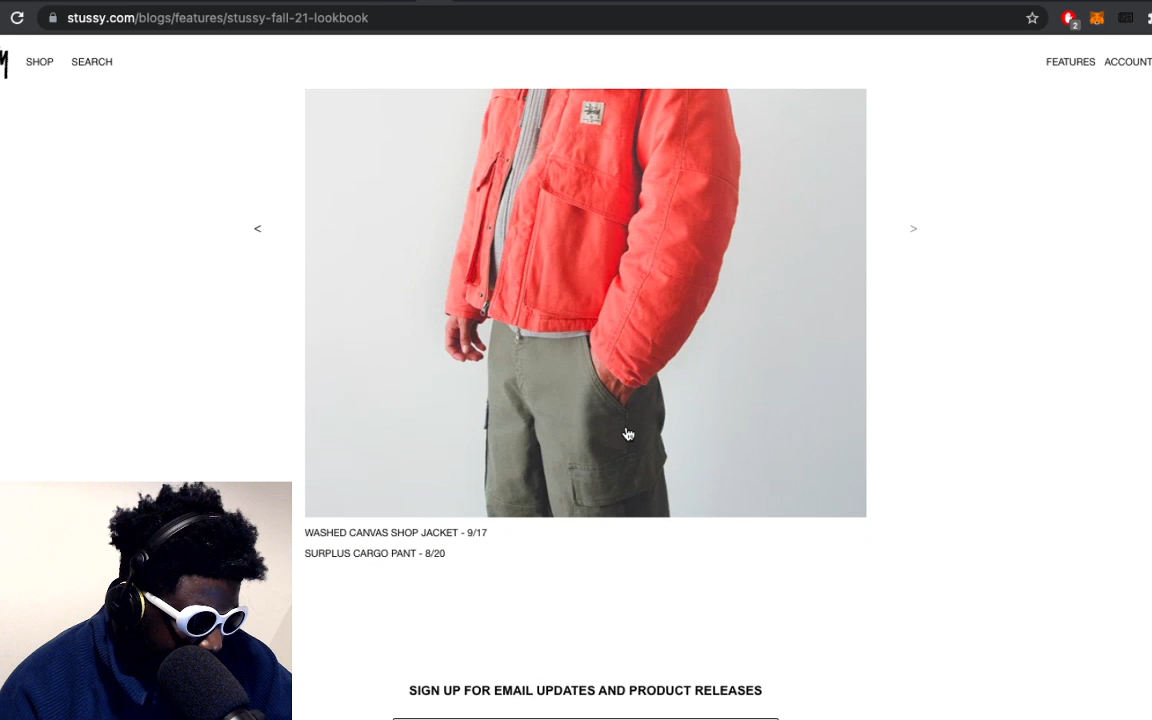 stussy.com/blogs/features/stussy-fall-21-lookbook
2
SHOP SEARCH
FEATURES ACCOUNT
< >
WASHED CANVAS SHOP JACKET - 9/17
SURPLUS CARGO PANT - 8/20
SIGN UP FOR EMAIL UPDATES AND PRODUCT RELEASES